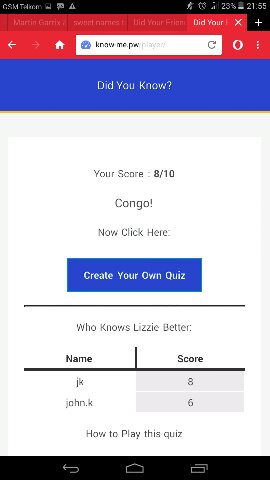 GSM Telkom
23% 21:55
Martin Garrix &
sweet names t
Did Your Frien
Did Your F
know-me.pw/player/
Did You Know?
Your Score : 8/10
Congo!
Now Click Here:
Create Your Own Quiz
Who Knows Lizzie Better:
Name Score
jk 8
john.k 6
How to Play this quiz